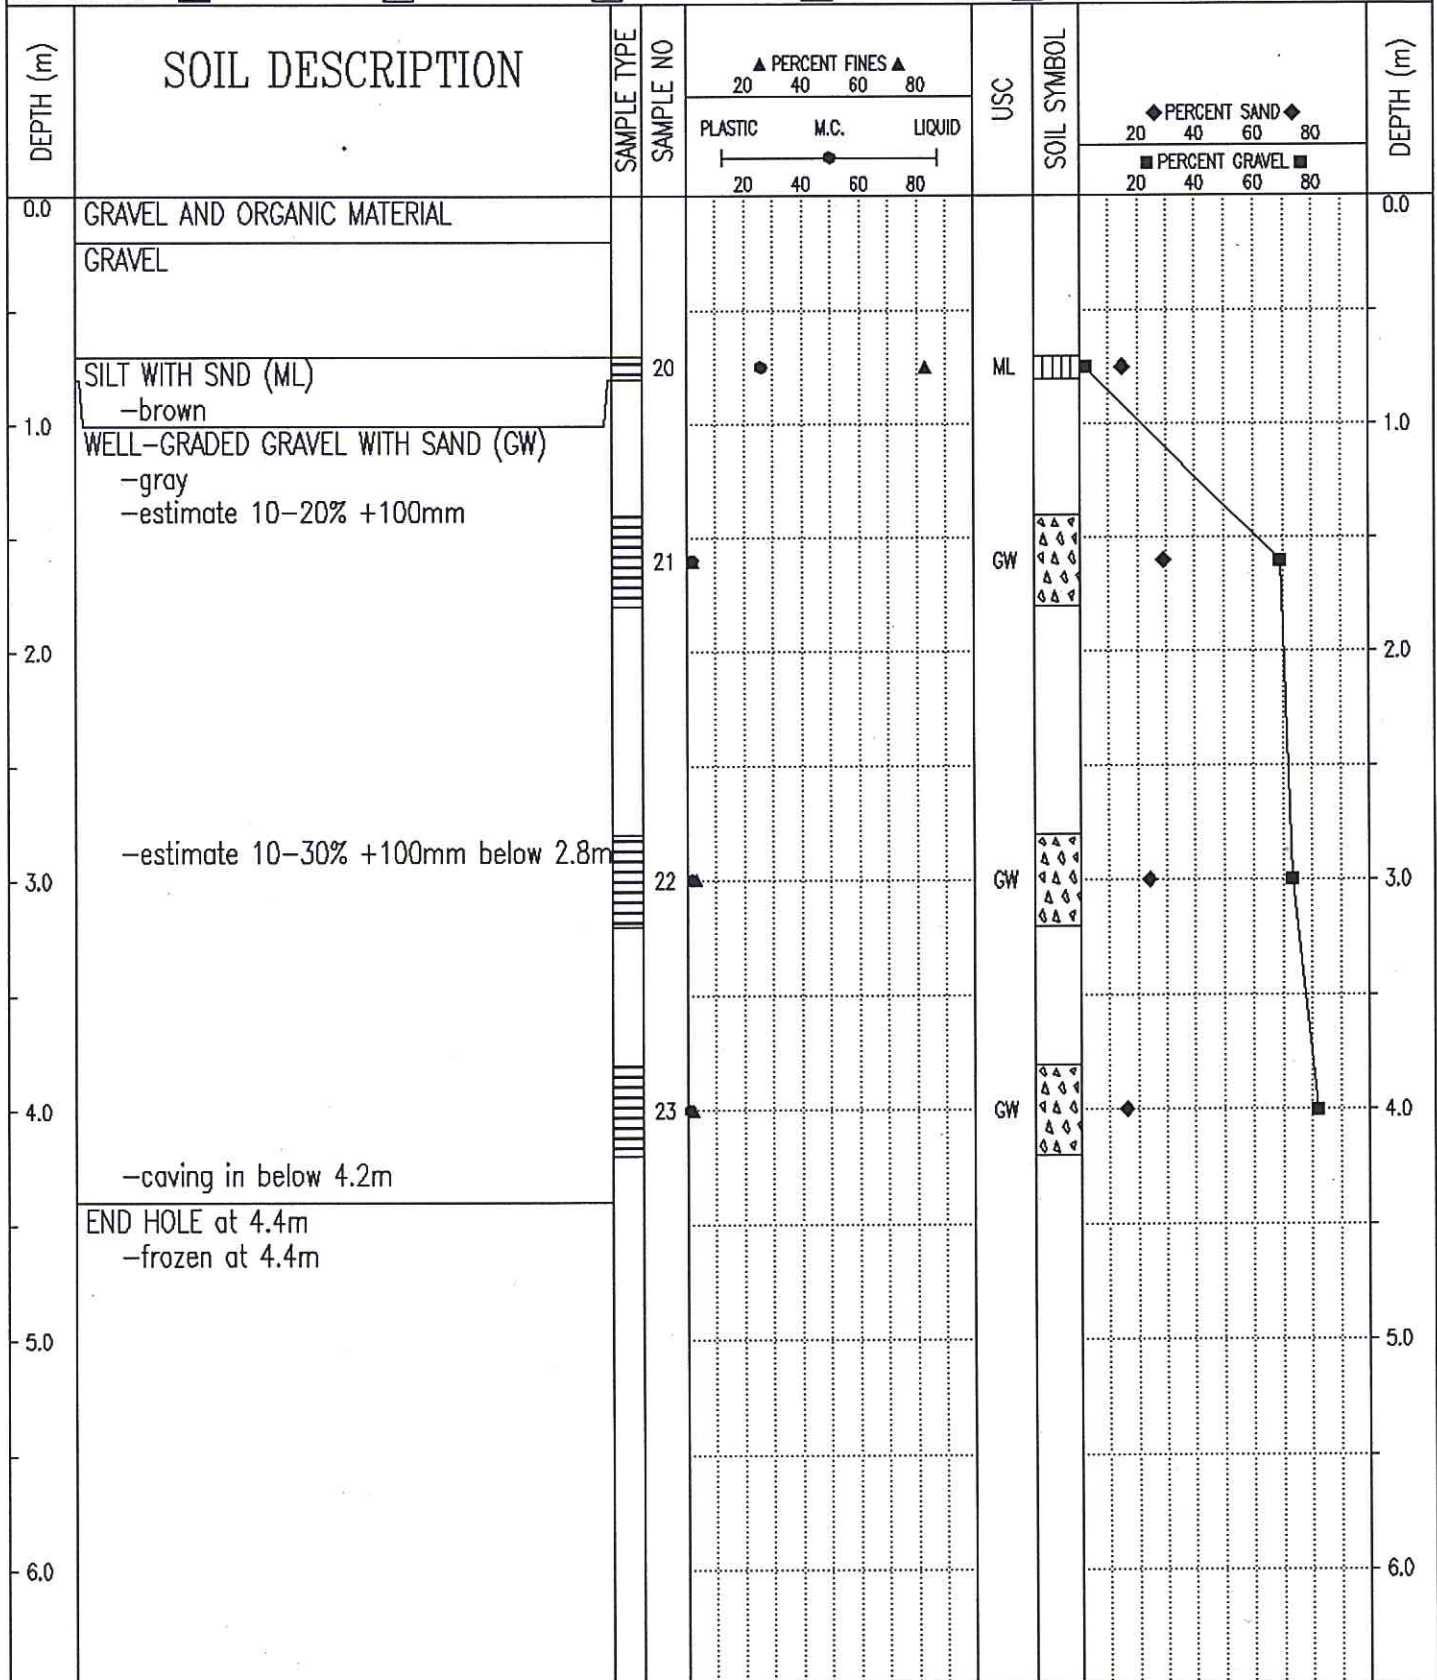 DEPTH (m)
SOIL DESCRIPTION
SAMPLE TYPE
SAMPLE NO
▲ PERCENT FINES ▲
20 40 60 80
PLASTIC M.C. LIQUID
20 40 60 80
USC
SOIL SYMBOL
◆PERCENT SAND◆
20 40 60 80
■PERCENT GRAVEL■
20 40 60 80
DEPTH (m)
0.0 GRAVEL AND ORGANIC MATERIAL 0.0
GRAVEL
SILT WITH SND (ML) 20 ML
-brown
1.0 1.0
WELL-GRADED GRAVEL WITH SAND (GW)
-gray
-estimate 10-20% +100mm
21 GW
2.0 2.0
-estimate 10-30% +100mm below 2.8m
3.0 22 GW 3.0
4.0 23 GW 4.0
-caving in below 4.2m
END HOLE at 4.4m
-frozen at 4.4m
5.0 5.0
6.0 6.0